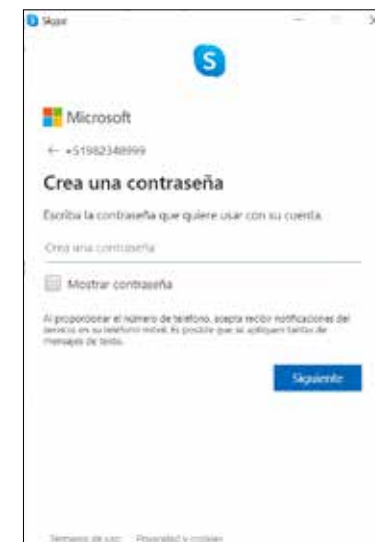 Skype
Microsoft
← +51982348999
Crea una contraseña
Escriba la contraseña que quiere usar con su cuenta.
Crea una contraseña
Mostrar contraseña
Al proporcionar el número de teléfono, acepta recibir notificaciones del
servicio en su teléfono móvil. Es posible que se apliquen tarifas de
mensajes de texto.
Siguiente
Términos de uso Privacidad y cookies